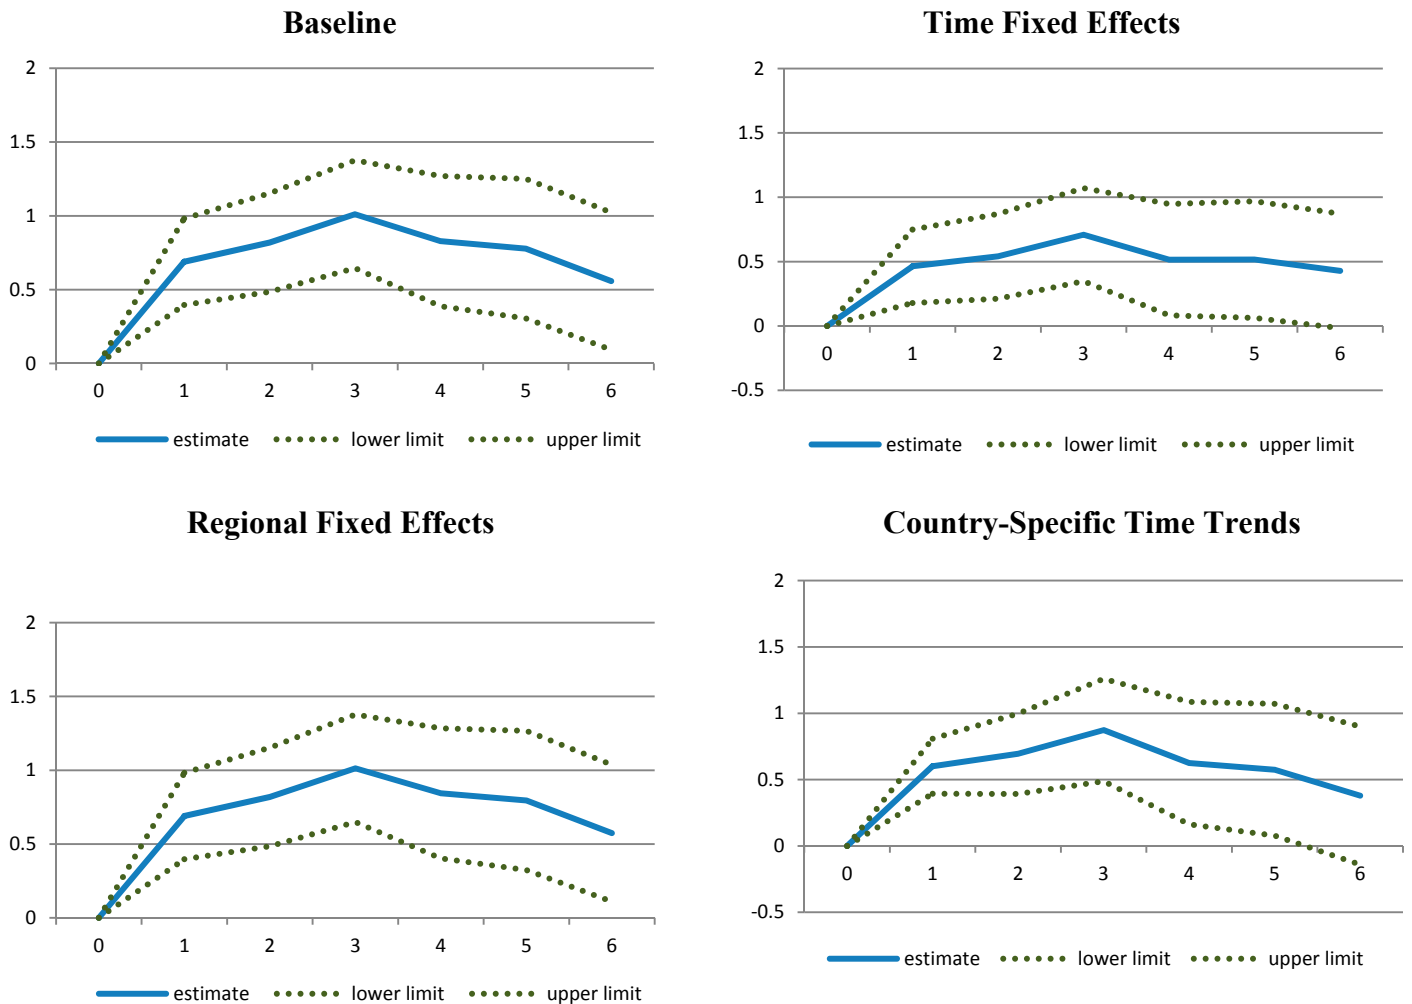 Baseline
2
1.5
1
0.5
0
0 1 2 3 4 5 6
estimate lower limit upper limit
Time Fixed Effects
2
1.5
1
0.5
0
-0.5
0 1 2 3 4 5 6
estimate lower limit upper limit
Regional Fixed Effects
2
1.5
1
0.5
0
0 1 2 3 4 5 6
estimate lower limit upper limit
Country-Specific Time Trends
2
1.5
1
0.5
0
-0.5
0 1 2 3 4 5 6
estimate lower limit upper limit